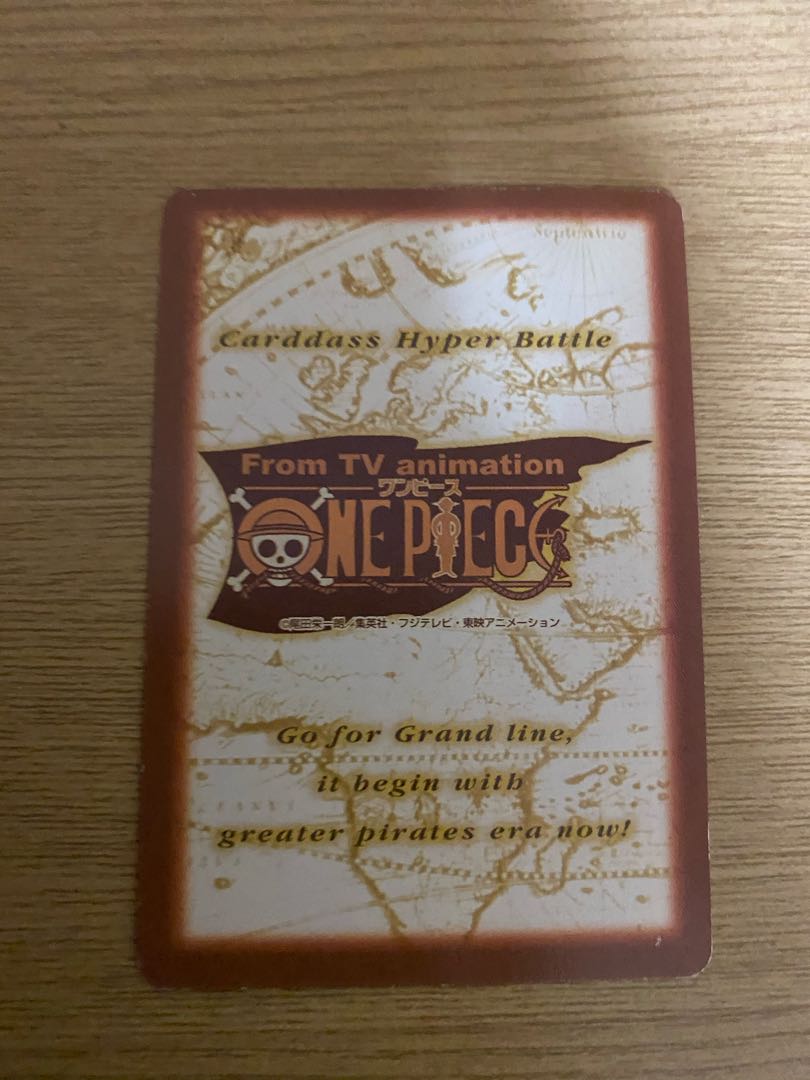 Septentrio
Carddass Hyper Battle
From TV animation
ワンピース
ONE PIECE
©尾田栄一郎／集英社・フジテレビ・東映アニメーション
Go for Grand line,
it begin with
greater pirates era now!